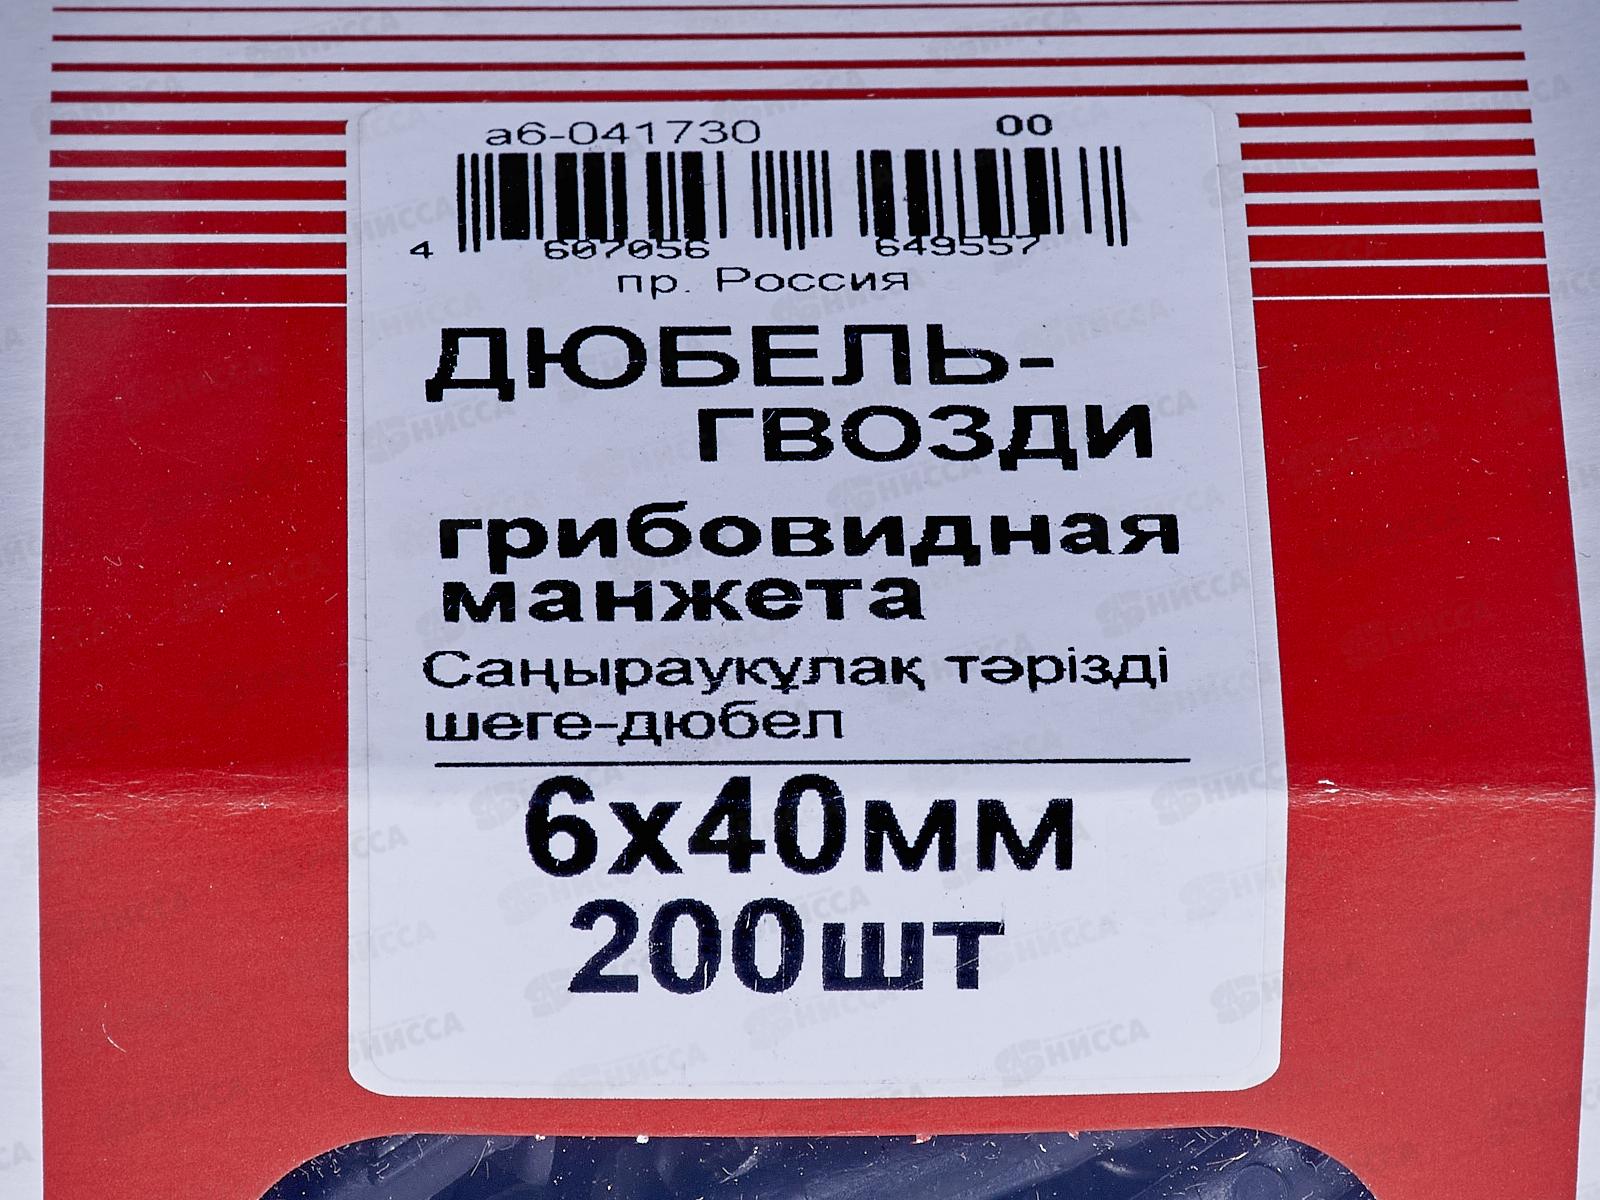 а6-041730 00
4 607056 649557
пр. Россия
ДЮБЕЛЬ-
ГВОЗДИ
грибовидная
манжета
Саңырауқұлақ тәрізді
шеге-дюбел
6х40мм
200шт